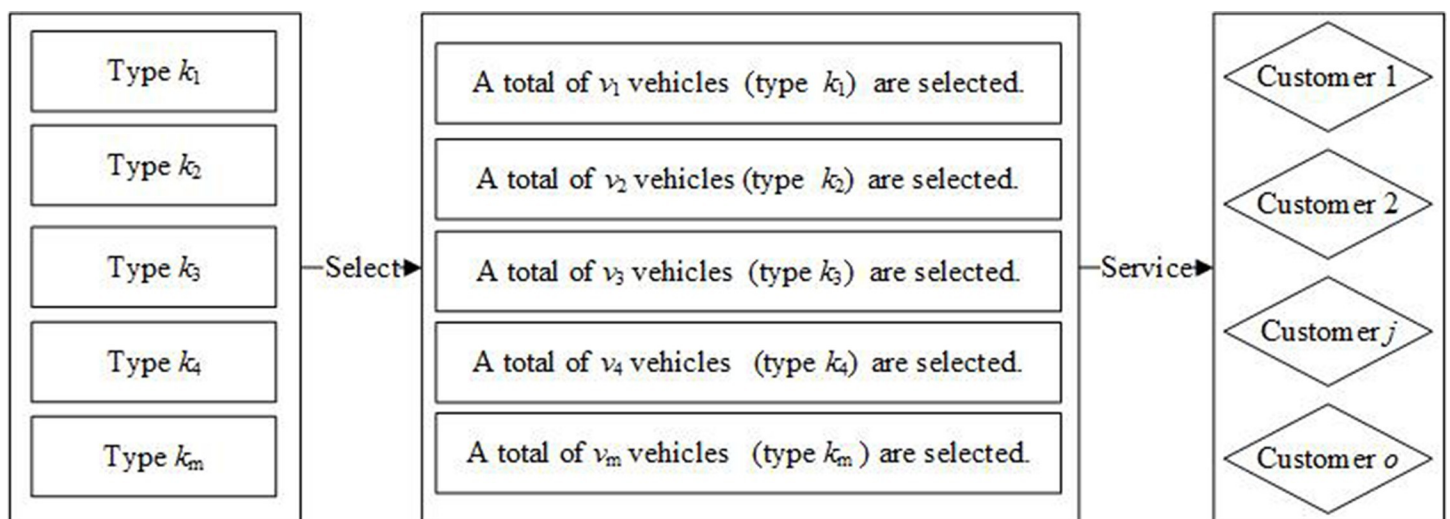 Type k₁
Type k₂
Type k₃
Type k₄
Type kₘ
Select
A total of v₁ vehicles (type k₁) are selected.
A total of v₂ vehicles (type k₂) are selected.
A total of v₃ vehicles (type k₃) are selected.
A total of v₄ vehicles (type k₄) are selected.
A total of vₘ vehicles (type kₘ) are selected.
Service
Customer 1
Customer 2
Customer j
Customer o